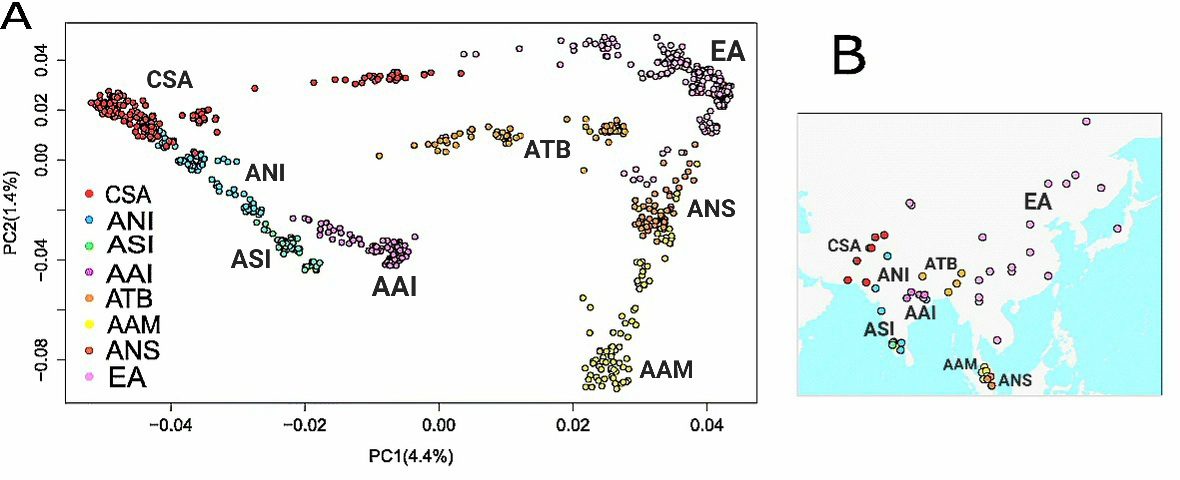 A
B
CSA
ANI
ASI
AAI
ATB
EA
ANS
AAM
CSA
ANI
ASI
AAI
ATB
AAM
ANS
EA
0.04
0.02
0.00
−0.04
−0.08
PC2(1.4%)
−0.04
−0.02
0.00
0.02
0.04
PC1(4.4%)
EA
CSA
ATB
ANI
AAI
ASI
AAM
ANS